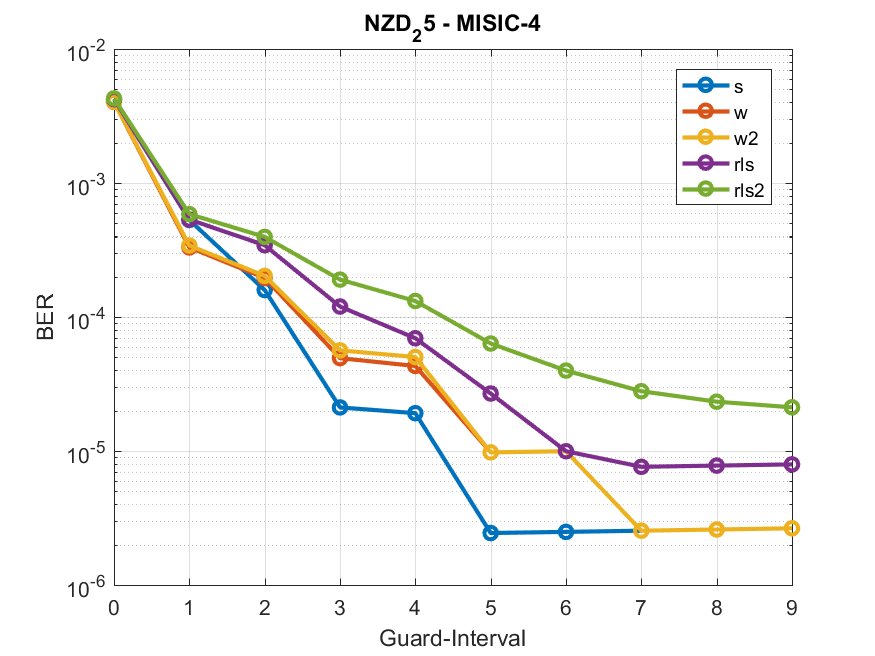 NZD₂5 - MISIC-4
10⁻²
10⁻³
10⁻⁴
10⁻⁵
10⁻⁶
BER
s
w
w2
rls
rls2
0 1 2 3 4 5 6 7 8 9
Guard-Interval